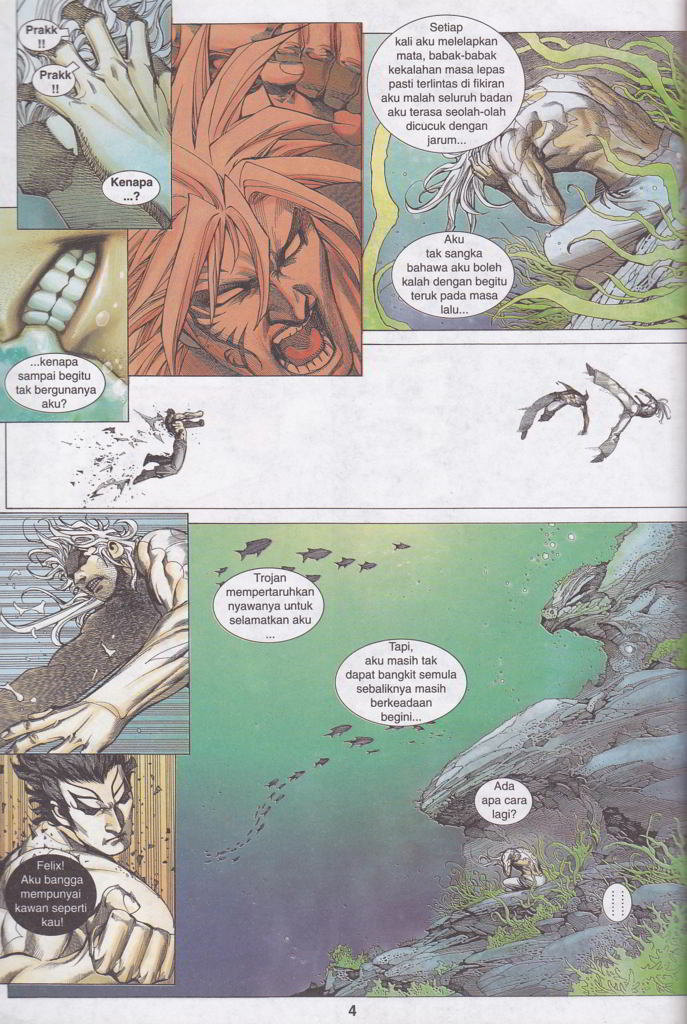 Prakk
!!
Prakk
!!
Kenapa
...?
Setiap
kali aku melelapkan
mata, babak-babak
kekalahan masa lepas
pasti terlintas di fikiran
aku malah seluruh badan
aku terasa seolah-olah
dicucuk dengan
jarum...
Aku
tak sangka
bahawa aku boleh
kalah dengan begitu
teruk pada masa
lalu...
...kenapa
sampai begitu
tak bergunanya
aku?
Trojan
mempertaruhkan
nyawanya untuk
selamatkan aku
...
Tapi,
aku masih tak
dapat bangkit semula
sebaliknya masih
berkeadaan
begini...
Felix!
Aku bangga
mempunyai
kawan seperti
kau!
Ada
apa cara
lagi?
......
4